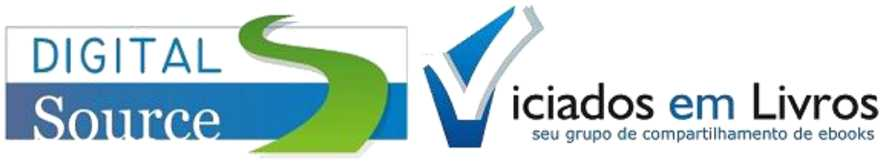 DIGITAL
Source
Viciados em Livros
seu grupo de compartilhamento de ebooks